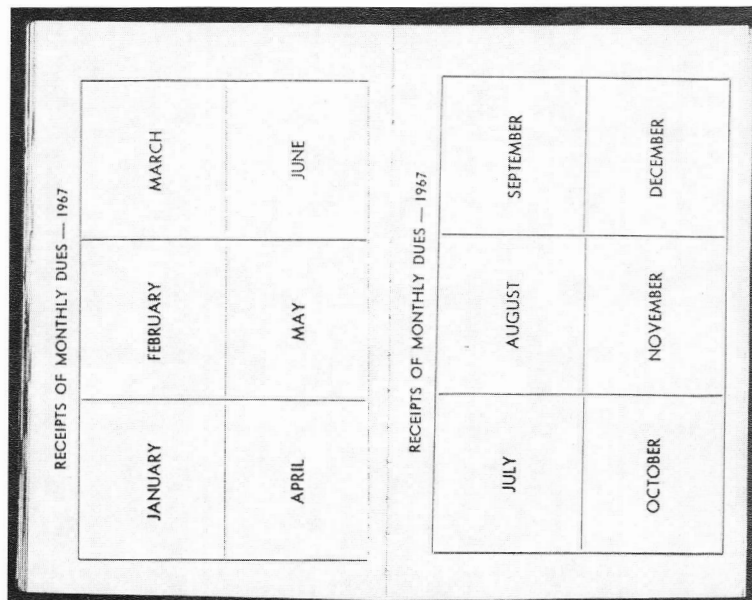 RECEIPTS OF MONTHLY DUES — 1967
JANUARY FEBRUARY MARCH
APRIL MAY JUNE
RECEIPTS OF MONTHLY DUES — 1967
JULY AUGUST SEPTEMBER
OCTOBER NOVEMBER DECEMBER